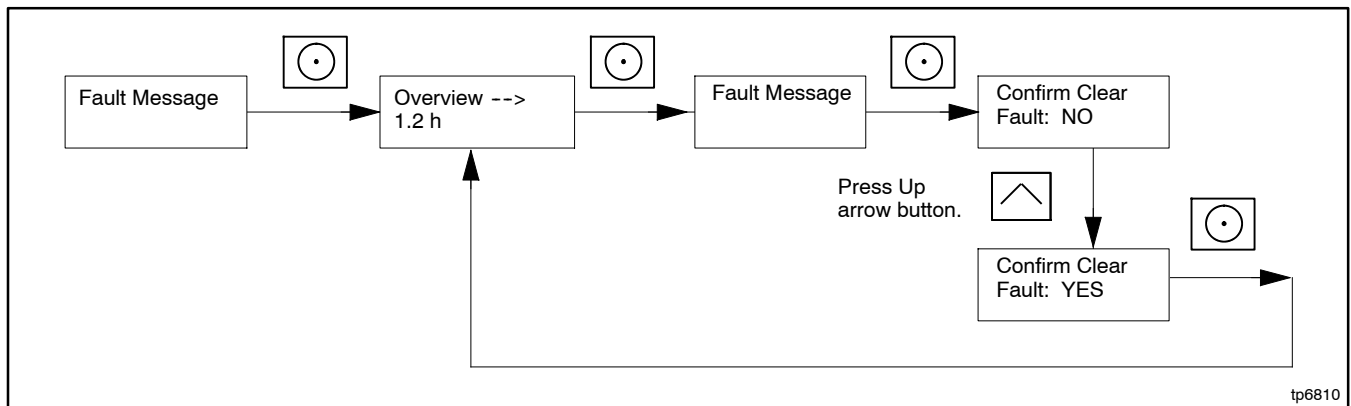 Fault Message
Overview -->
1.2 h
Fault Message
Confirm Clear
Fault: NO
Press Up
arrow button.
Confirm Clear
Fault: YES
tp6810